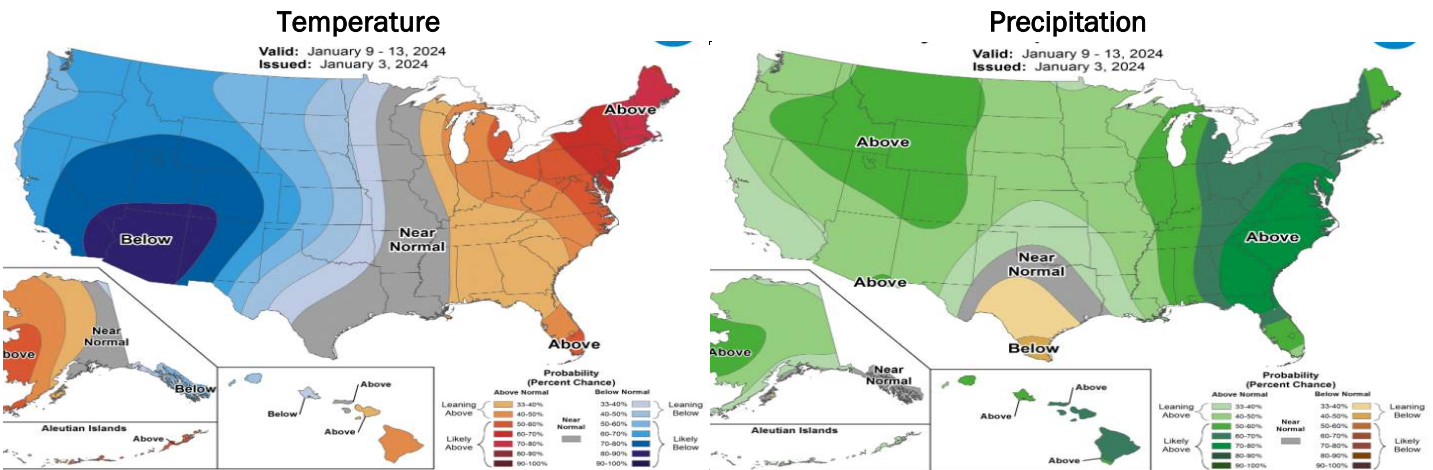 Temperature
Valid: January 9 - 13, 2024
Issued: January 3, 2024
Above
Below
Near
Normal
Above
Near
Normal
bove
Below
Below
Above
Above
Aleutian Islands
Above
Probability
(Percent Chance)
Above Normal
Below Normal
Leaning
Above
Likely
Above
33-40%
40-50%
50-60%
60-70%
70-80%
80-90%
90-100%
Near
Normal
33-40%
40-50%
50-60%
60-70%
70-80%
80-90%
90-100%
Leaning
Below
Likely
Below
Precipitation
Valid: January 9 - 13, 2024
Issued: January 3, 2024
Above
Above
Near
Normal
Above
Below
Above
Near
Normal
Above
Above
Above
Aleutian Islands
Probability
(Percent Chance)
Above Normal
Below Normal
Leaning
Above
Likely
Above
33-40%
40-50%
50-60%
60-70%
70-80%
80-90%
90-100%
Near
Normal
33-40%
40-50%
50-60%
60-70%
70-80%
80-90%
90-100%
Leaning
Below
Likely
Below